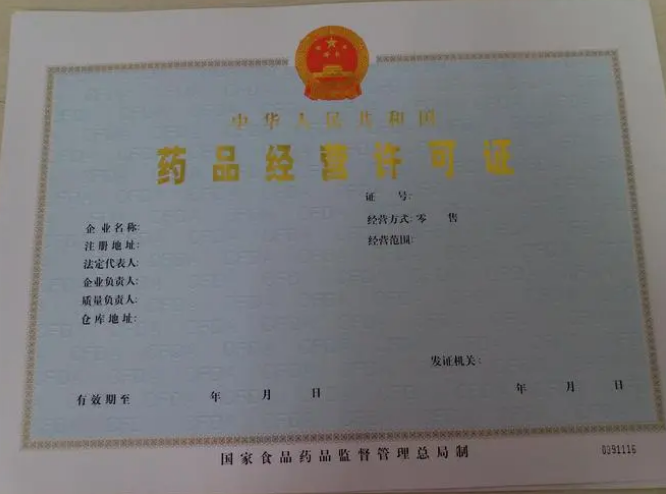 中华人民共和国
药品经营许可证
证 号:
企业名称:
经营方式: 零 售
注册地址:
经营范围:
法定代表人:
企业负责人:
质量负责人:
仓库地址:
发证机关:
有效期至 年 月 日
年 月 日
国家食品药品监督管理总局制
0391116